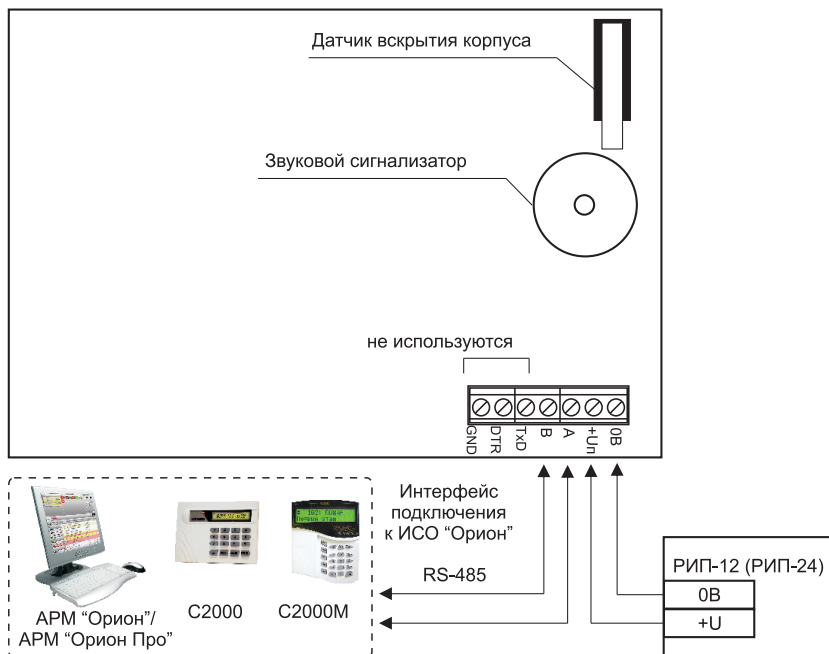 Датчик вскрытия корпуса
Звуковой сигнализатор
не используются
GND
DTR
TxD
B
A
+Uп
0В
Интерфейс
подключения
к ИСО “Орион”
RS-485
АРМ “Орион”/
АРМ “Орион Про”
С2000
С2000М
РИП-12 (РИП-24)
0В
+U